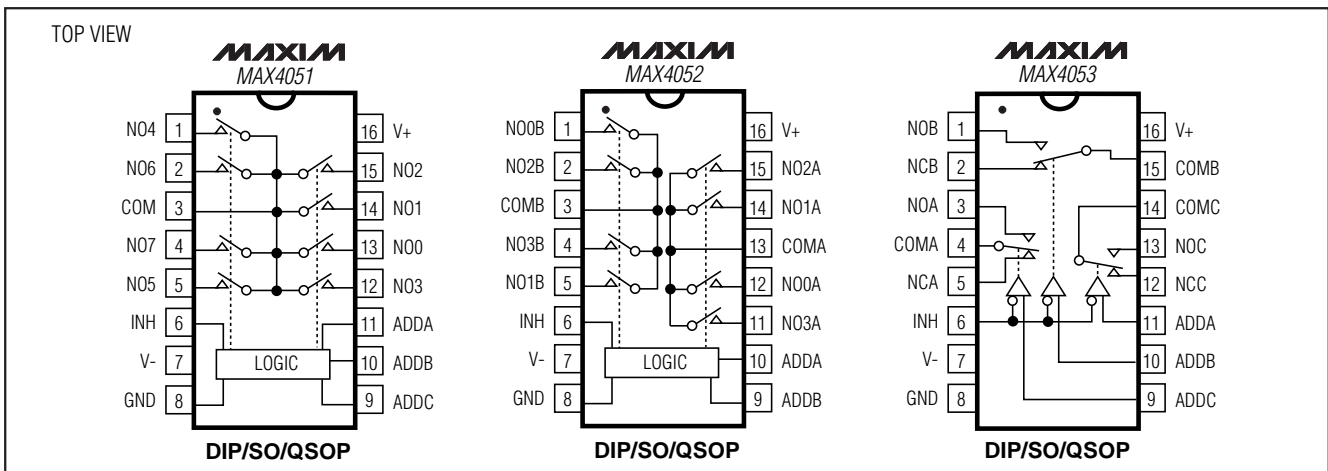 TOP VIEW
MAXIM
MAX4051
NO4 1
16 V+
NO6 2
15 NO2
COM 3
14 NO1
NO7 4
13 NO0
NO5 5
12 NO3
INH 6
11 ADDA
V- 7
LOGIC
10 ADDB
GND 8
9 ADDC
DIP/SO/QSOP
MAXIM
MAX4052
NO0B 1
16 V+
NO2B 2
15 NO2A
COMB 3
14 NO1A
NO3B 4
13 COMA
NO1B 5
12 NO0A
INH 6
11 NO3A
V- 7
LOGIC
10 ADDA
GND 8
9 ADDB
DIP/SO/QSOP
MAXIM
MAX4053
NOB 1
16 V+
NCB 2
15 COMB
NOA 3
14 COMC
COMA 4
13 NOC
NCA 5
12 NCC
INH 6
11 ADDA
V- 7
10 ADDB
GND 8
9 ADDC
DIP/SO/QSOP